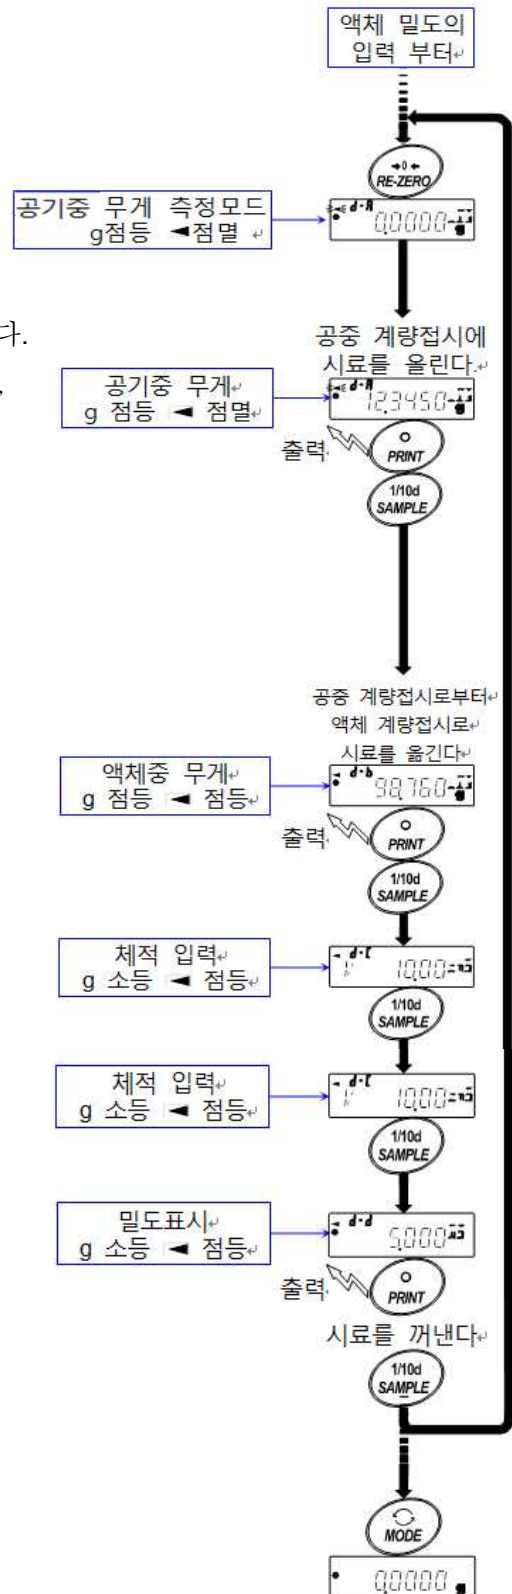 액체 밀도의
입력 부터
→0←
RE-ZERO
공기중 무게 측정모드
g점등 ◄점멸
d-A
0.0000 g
다.
공중 계량접시에
시료를 올린다.
,
공기중 무게
g 점등 ◄ 점멸
d-A
12.3450 g
출력
PRINT
1/10d
SAMPLE
공중 계량접시로부터
액체 계량접시로
시료를 옮긴다
액체중 무게
g 점등 ◄ 점등
d-b
98.760 g
출력
PRINT
1/10d
SAMPLE
체적 입력
g 소등 ◄ 점등
d-C
10.00
1/10d
SAMPLE
체적 입력
g 소등 ◄ 점등
d-C
10.00
1/10d
SAMPLE
밀도표시
g 소등 ◄ 점등
d-d
5.000
출력
PRINT
시료를 꺼낸다
1/10d
SAMPLE
MODE
0.0000 g